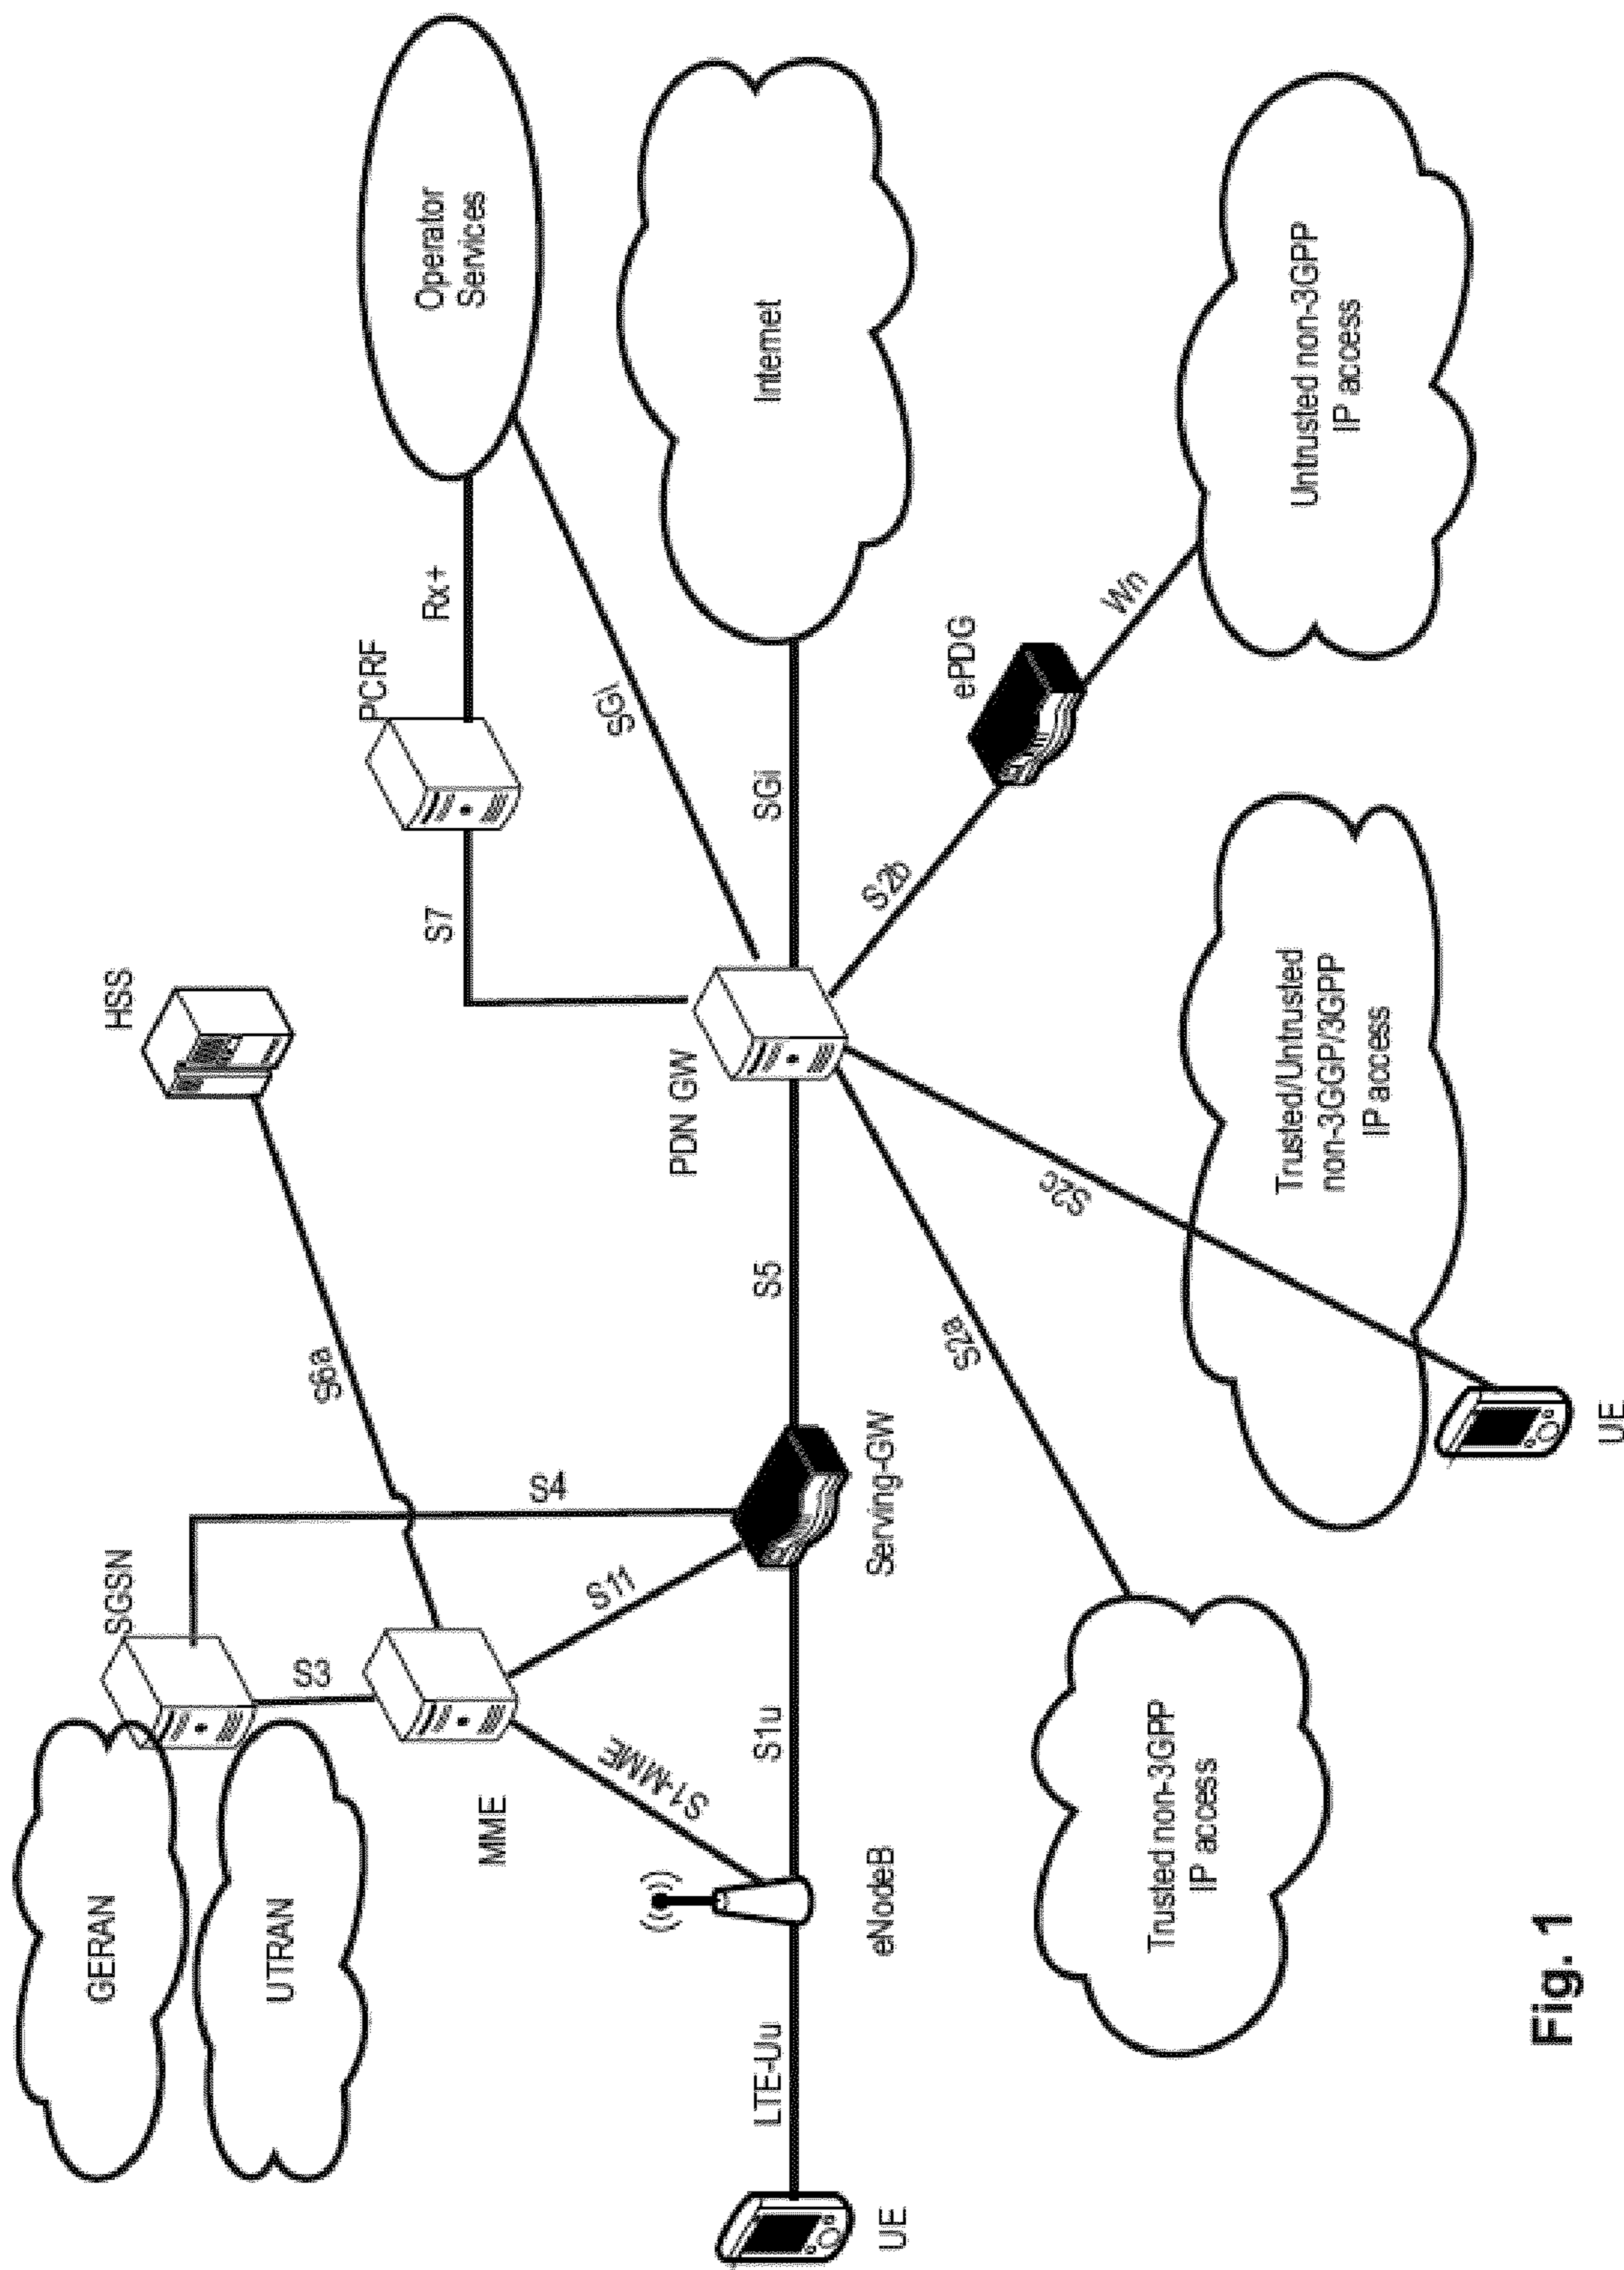 GERAN
UTRAN
SGSN
HSS
S3
S6a
S4
MME
S11
S1-MME
PCRF
S7
Rx+
Operator
Services
SGi
UE
LTE-Uu
eNodeB
S1u
Serving-GW
S5
PDN GW
SGi
Internet
S2a
S2c
S2b
ePDG
Wn
Trusted non-3GPP
IP access
Trusted/Untrusted
non-3GGP/3GPP
IP access
Untrusted non-3GPP
IP access
UE
Fig. 1